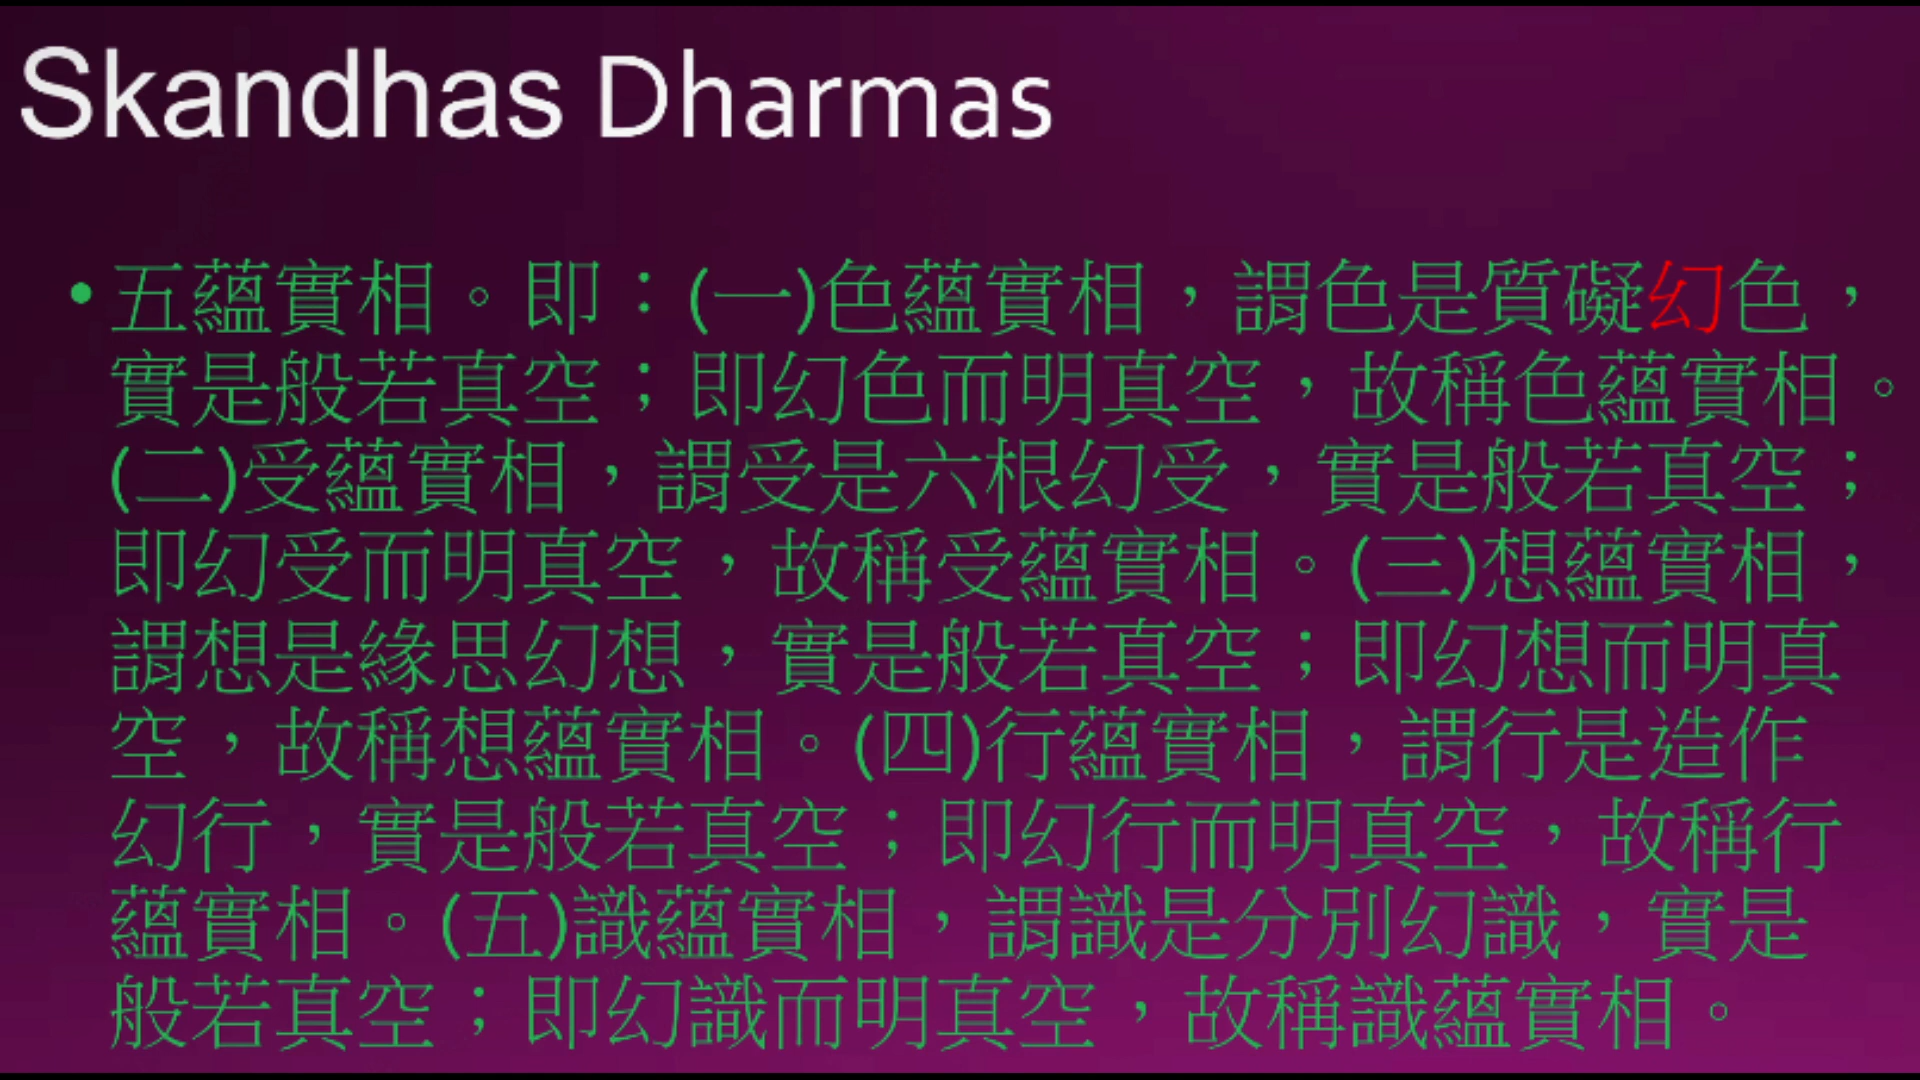 Skandhas Dharmas
• 五蘊實相。即：(一)色蘊實相，謂色是質礙幻色，
實是般若真空；即幻色而明真空，故稱色蘊實相。
(二)受蘊實相，謂受是六根幻受，實是般若真空；
即幻受而明真空，故稱受蘊實相。(三)想蘊實相，
謂想是緣思幻想，實是般若真空；即幻想而明真
空，故稱想蘊實相。(四)行蘊實相，謂行是造作
幻行，實是般若真空；即幻行而明真空，故稱行
蘊實相。(五)識蘊實相，謂識是分別幻識，實是
般若真空；即幻識而明真空，故稱識蘊實相。